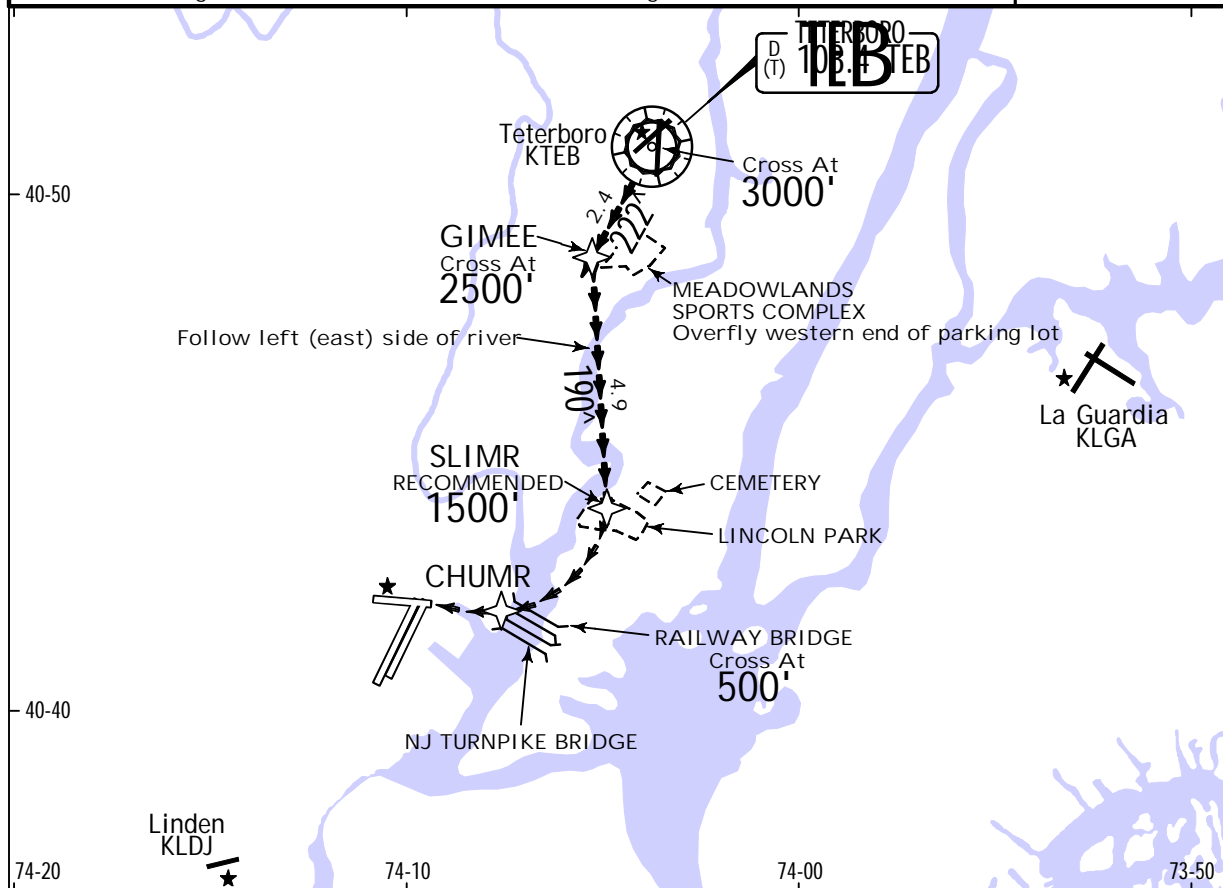 TETERBORO
D
(T)
108.4 TEB
TEB
Teterboro
KTEB
Cross At
3000'
40-50
2.4
222^
GIMEE
Cross At
2500'
MEADOWLANDS
SPORTS COMPLEX
Overfly western end of parking lot
Follow left (east) side of river
190^
4.9
La Guardia
KLGA
SLIMR
RECOMMENDED
1500'
CEMETERY
LINCOLN PARK
CHUMR
RAILWAY BRIDGE
Cross At
500'
40-40
NJ TURNPIKE BRIDGE
Linden
KLDJ
74-20
74-10
74-00
73-50